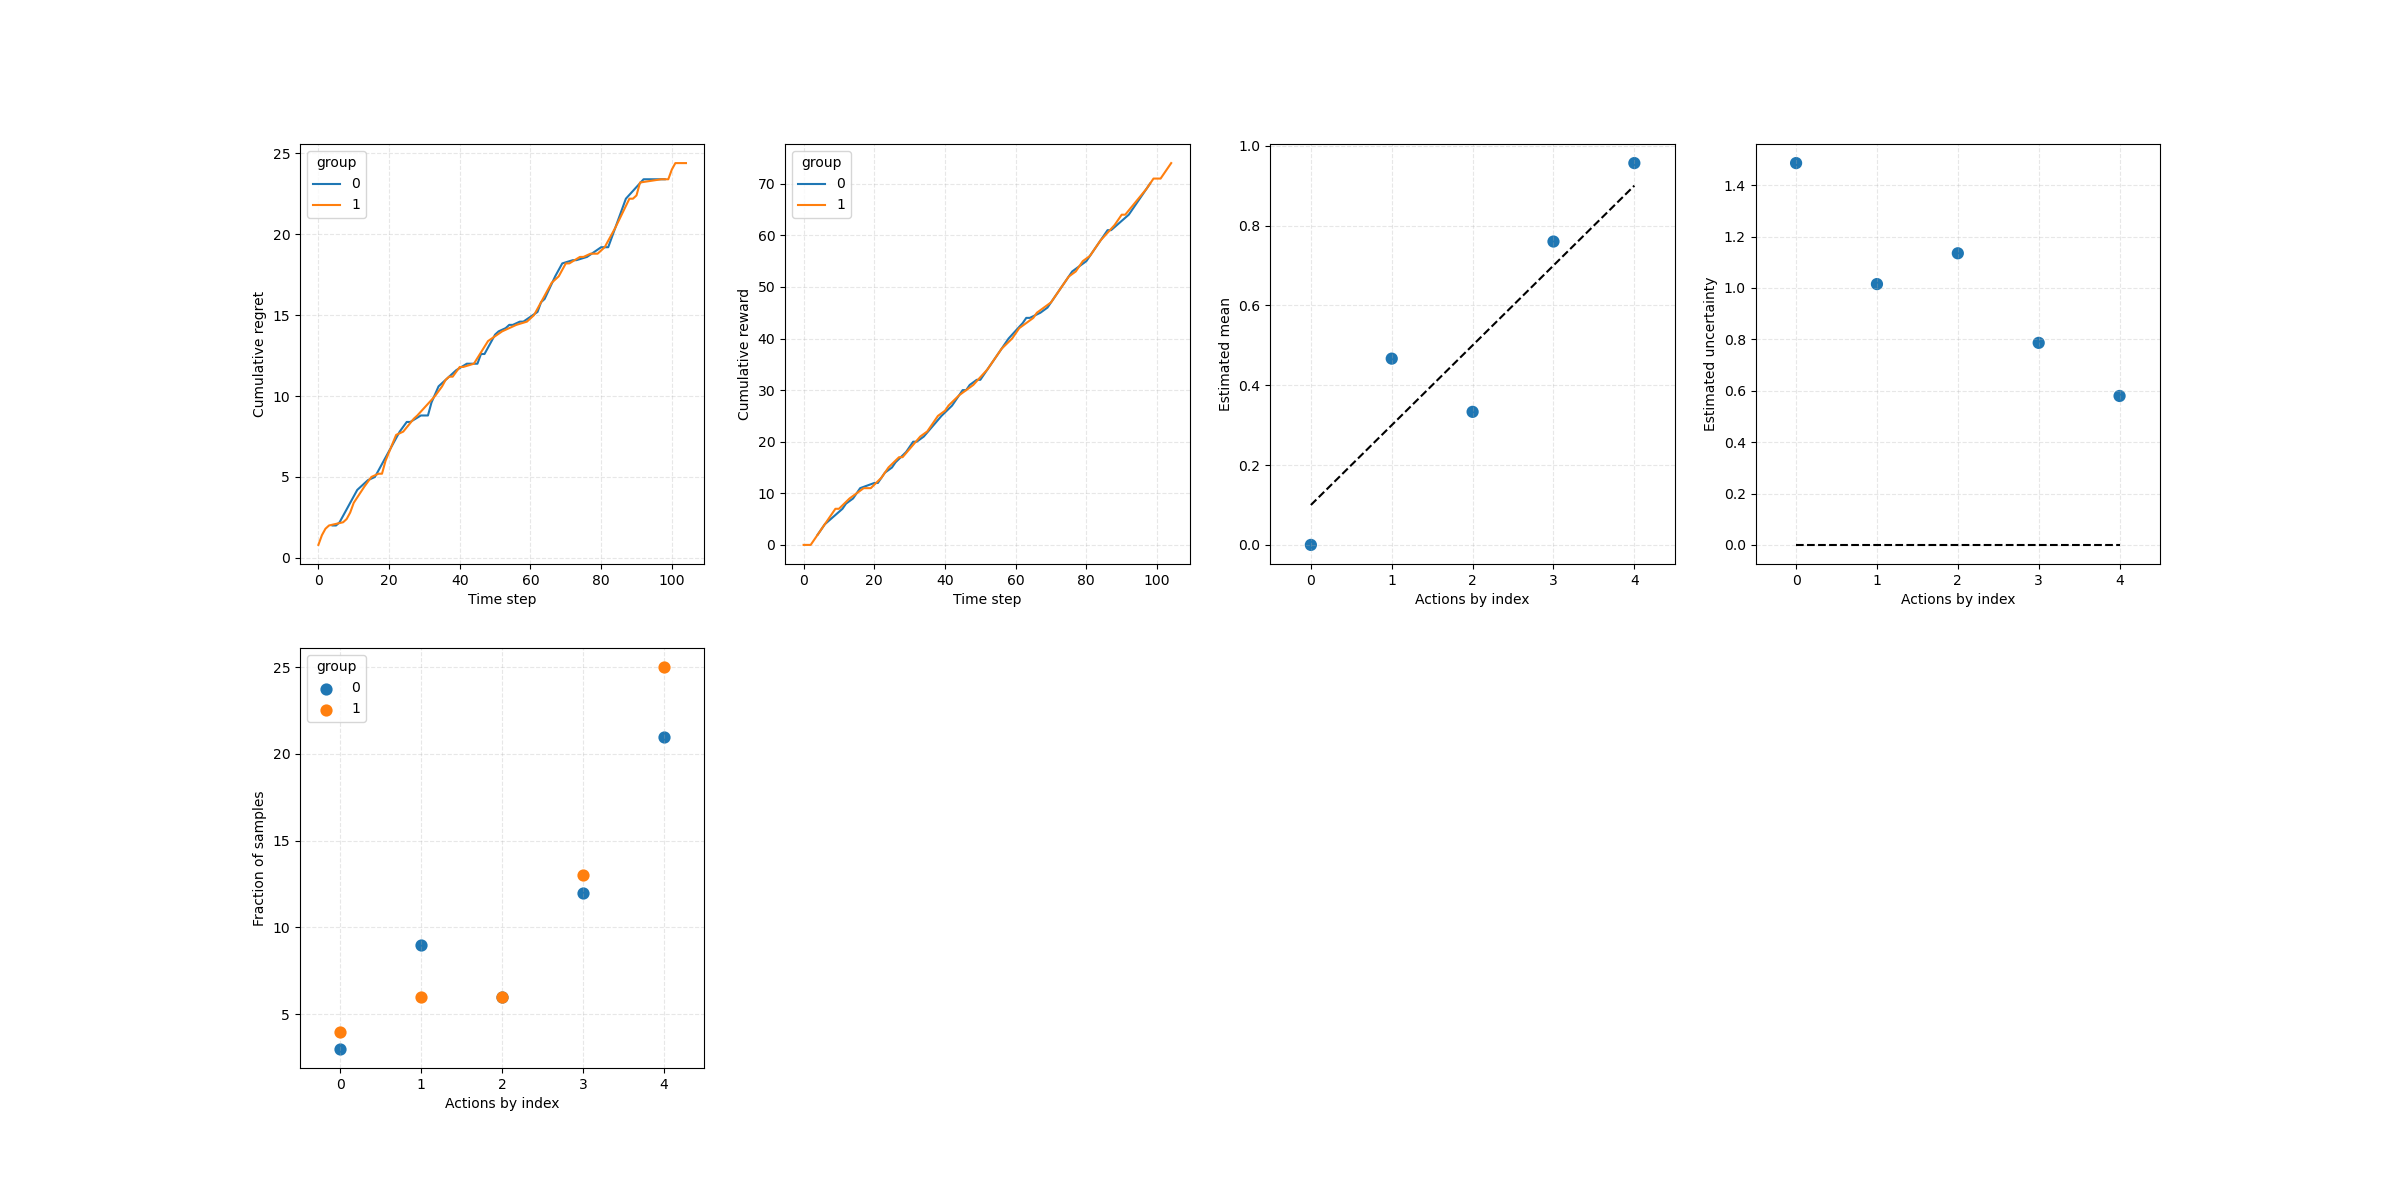 group
0
1
25
20
15
10
5
0
Cumulative regret
0 20 40 60 80 100
Time step
group
0
1
70
60
50
40
30
20
10
0
Cumulative reward
0 20 40 60 80 100
Time step
1.0
0.8
0.6
0.4
0.2
0.0
Estimated mean
0 1 2 3 4
Actions by index
1.4
1.2
1.0
0.8
0.6
0.4
0.2
0.0
Estimated uncertainty
0 1 2 3 4
Actions by index
group
0
1
25
20
15
10
5
Fraction of samples
0 1 2 3 4
Actions by index